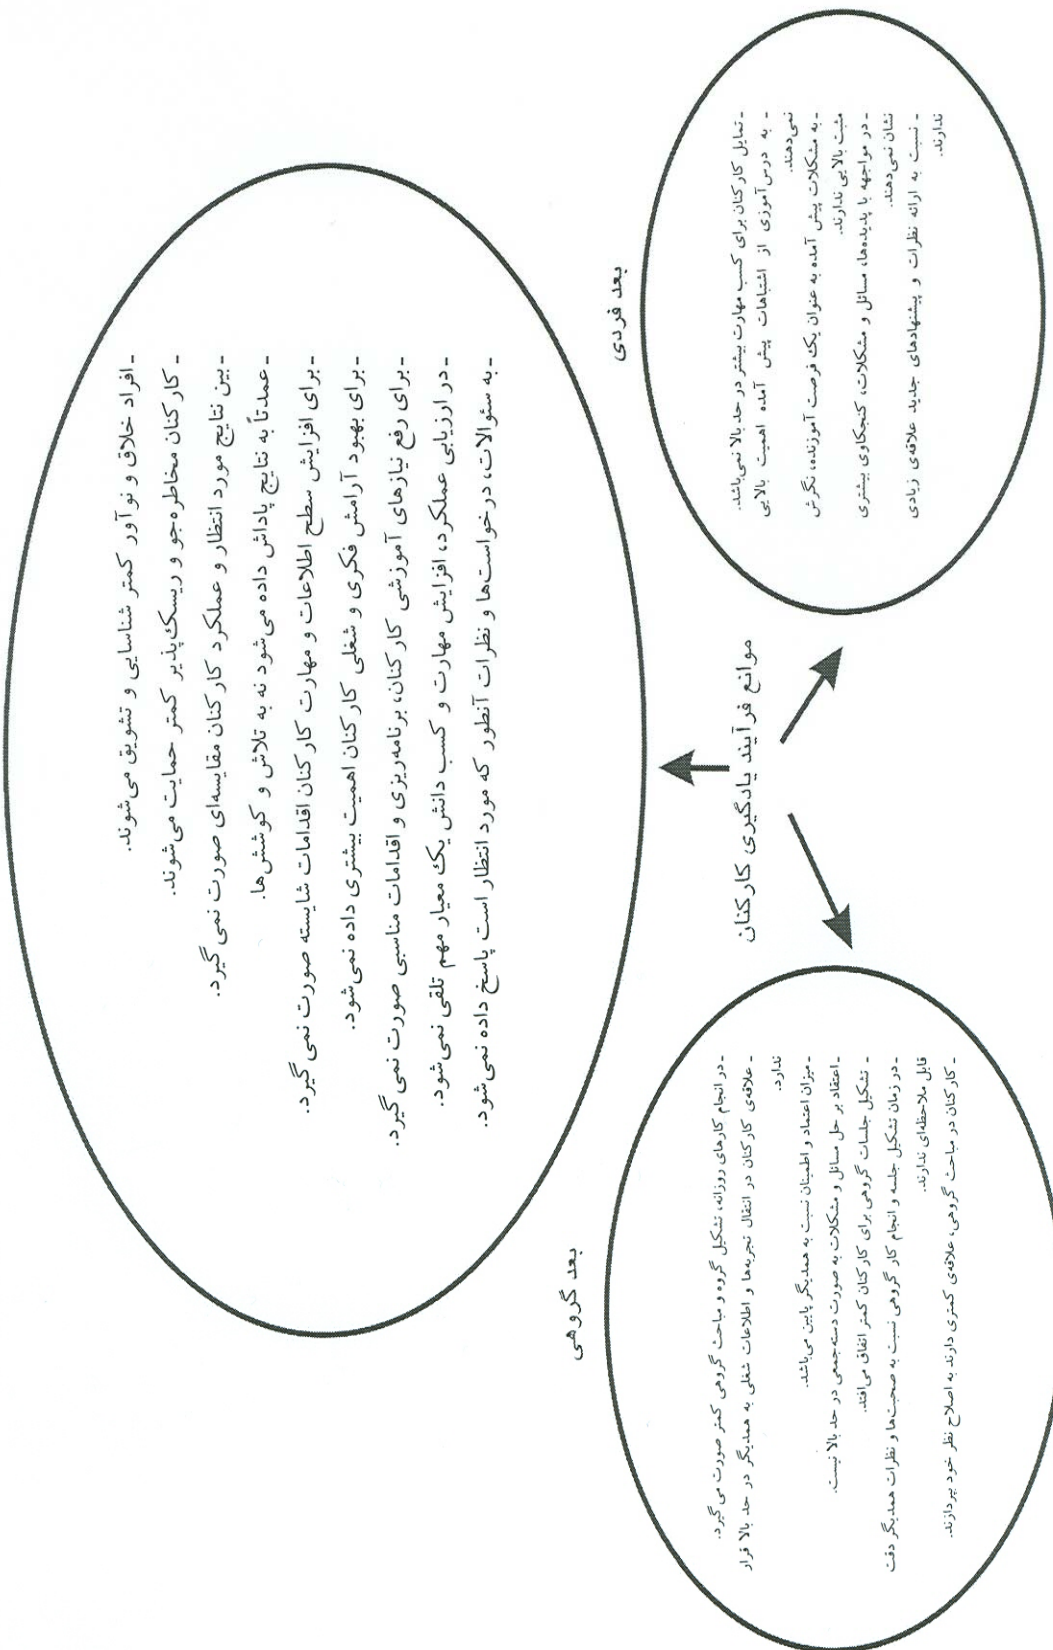 ـ افراد خلاق و نوآور کمتر شناسایی و تشویق می‌شوند.
ـ کارکنان مخاطره‌جو و ریسک‌پذیر کمتر حمایت می‌شوند.
ـ بین نتایج مورد انتظار و عملکرد کارکنان مقایسه‌ای صورت نمی‌گیرد.
ـ عمدتاً به نتایج پاداش داده می‌شود نه به تلاش و کوشش‌ها.
ـ برای افزایش سطح اطلاعات و مهارت کارکنان اقدامات شایسته صورت نمی‌گیرد.
ـ برای بهبود آرامش فکری و شغلی کارکنان اهمیت بیشتری داده نمی‌شود.
ـ برای رفع نیازهای آموزشی کارکنان، برنامه‌ریزی و اقدامات مناسبی صورت نمی‌گیرد.
ـ در ارزیابی عملکرد، افزایش مهارت و کسب دانش یک معیار مهم تلقی نمی‌شود.
ـ به سئوالات، درخواست‌ها و نظرات آنطور که مورد انتظار است پاسخ داده نمی‌شود.
موانع فرآیند یادگیری کارکنان
بعد فردی
ـ تمایل کارکنان برای کسب مهارت بیشتر در حد بالا نمی‌باشد.
ـ به درس‌آموزی از اشتباهات پیش آمده اهمیت بالایی
نمی‌دهند.
ـ به مشکلات پیش آمده به عنوان یک فرصت آموزنده، نگرش
مثبت بالایی ندارند.
ـ در مواجهه با پدیده‌ها، مسائل و مشکلات، کنجکاوی بیشتری
نشان نمی‌دهند.
ـ نسبت به ارائه نظرات و پیشنهادهای جدید علاقه‌ی زیادی
ندارند.
بعد گروهی
ـ در انجام کارهای روزانه، تشکیل گروه و مباحث گروهی کمتر صورت می‌گیرد.
ـ علاقه‌ی کارکنان در انتقال تجربه‌ها و اطلاعات شغلی به همدیگر در حد بالا قرار
ندارد.
ـ میزان اعتماد و اطمینان نسبت به همدیگر پایین می‌باشد.
ـ اعتقاد بر حل مسائل و مشکلات به صورت دسته‌جمعی در حد بالا نیست.
ـ تشکیل جلسات گروهی برای کارکنان کمتر اتفاق می‌افتد.
ـ در زمان تشکیل جلسه و انجام کار گروهی نسبت به صحبت‌ها و نظرات همدیگر دقت
قابل ملاحظه‌ای ندارند.
ـ کارکنان در مباحث گروهی، علاقه‌ی کمتری دارند به اصلاح نظر خود بپردازند.